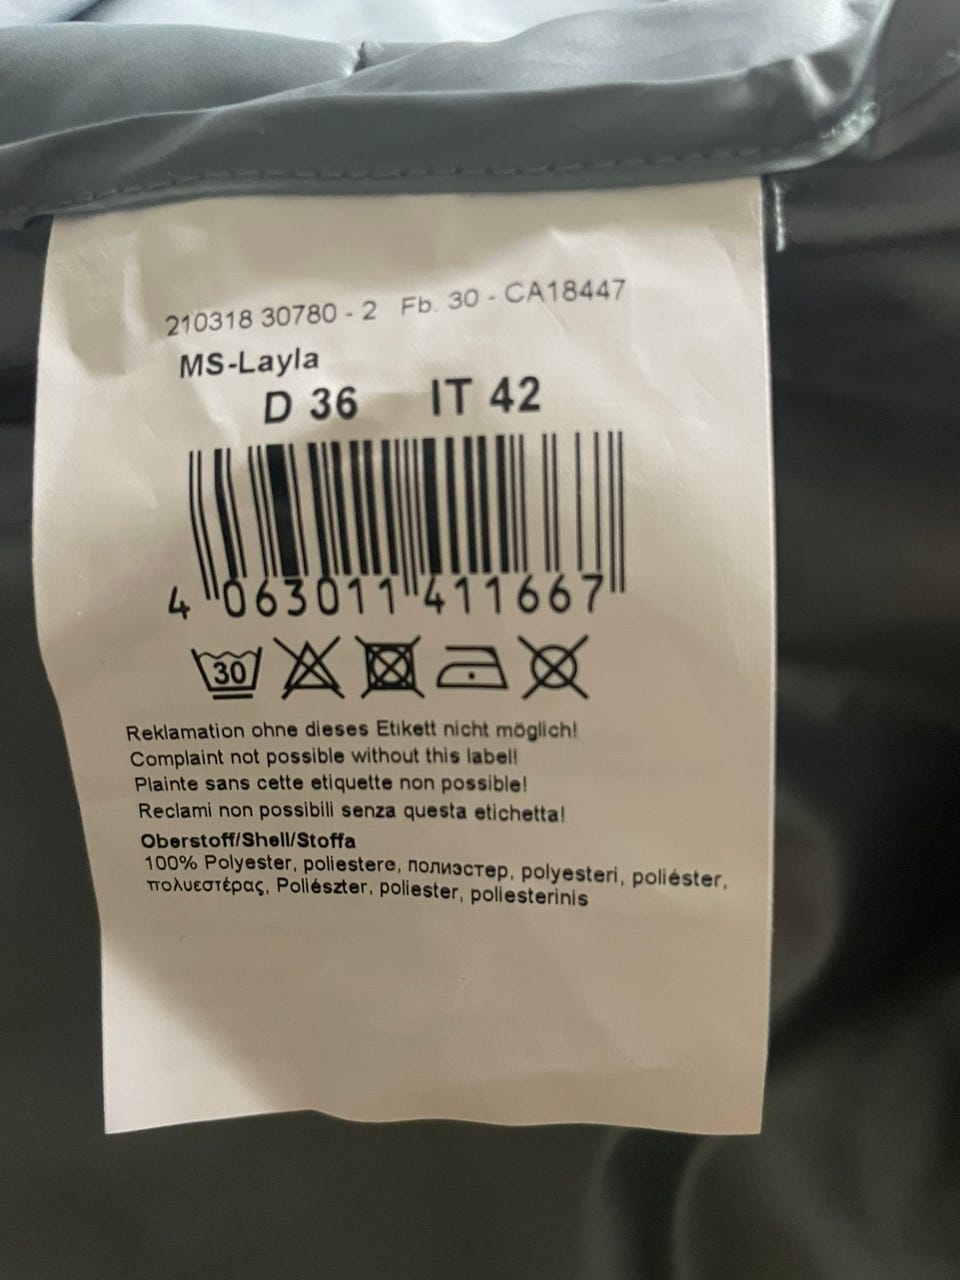 210318 30780 - 2 Fb. 30 - CA18447
MS-Layla
D 36 IT 42
4 063011 411667
30
Reklamation ohne dieses Etikett nicht möglich!
Complaint not possible without this label!
Plainte sans cette etiquette non possible!
Reclami non possibili senza questa etichetta!
Oberstoff/Shell/Stoffa
100% Polyester, poliestere, полиэстер, polyesteri, poliéster,
πολυεστέρας, Poliészter, poliester, poliesterinis